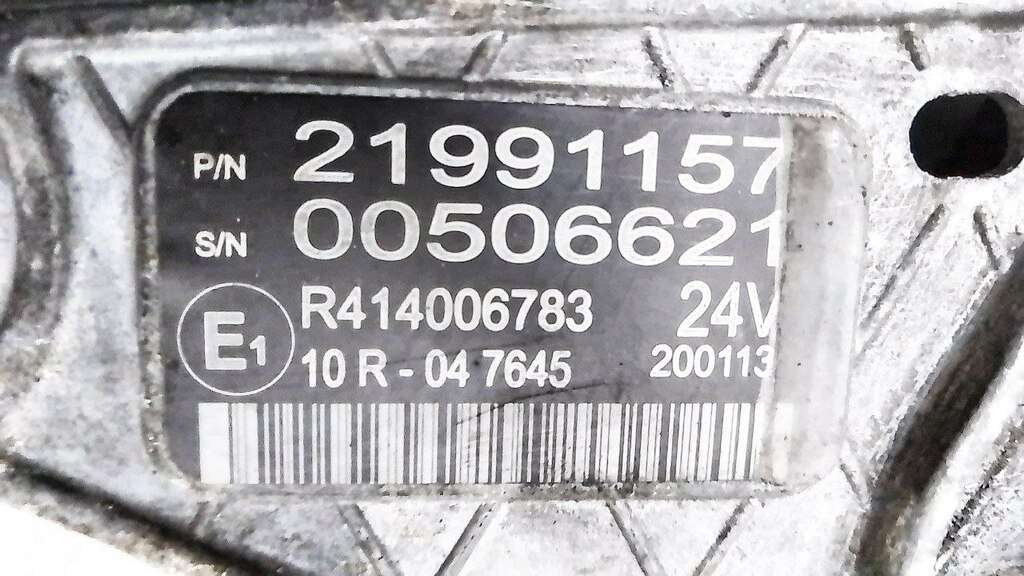 P/N 21991157
S/N 00506621
E1 R414006783 24V
10 R - 04 7645 200113